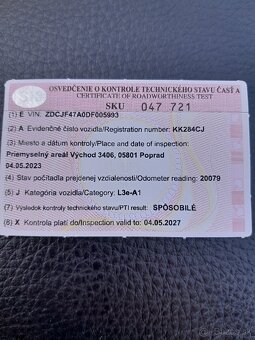 OSVEDČENIE O KONTROLE TECHNICKÉHO STAVU ČASŤ A
CERTIFICATE OF ROADWORTHINESS TEST
SKU 047 721
(1) E VIN: ZDCJF47A0DF005993
(2) A Evidenčné číslo vozidla/Registration number: KK284CJ
(3) Miesto a dátum kontroly/Place and date of inspection:
Priemyselný areál Východ 3406, 05801 Poprad
04.05.2023
(4) Stav počítadla prejdenej vzdialenosti/Odometer reading: 20079
(5) J Kategória vozidla/Category: L3e-A1
(7) Výsledok kontroly technického stavu/PTI result: SPÔSOBILÉ
(8) X Kontrola platí do/Inspection valid to: 04.05.2027